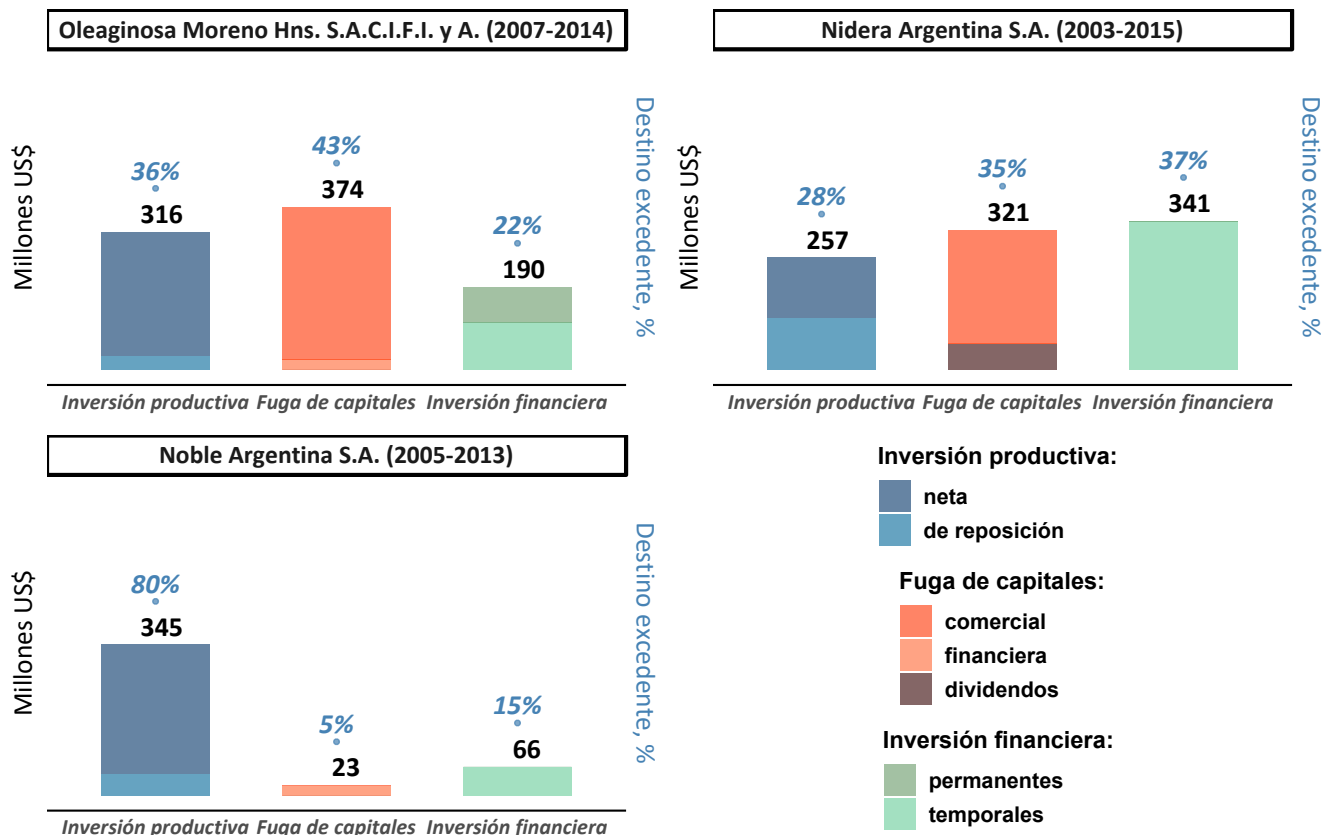 Oleaginosa Moreno Hns. S.A.C.I.F.I. y A. (2007-2014)
Millones US$
Destino excedente, %
36%
316
43%
374
22%
190
Inversión productiva Fuga de capitales Inversión financiera
Nidera Argentina S.A. (2003-2015)
Millones US$
Destino excedente, %
28%
257
35%
321
37%
341
Inversión productiva Fuga de capitales Inversión financiera
Noble Argentina S.A. (2005-2013)
Millones US$
Destino excedente, %
80%
345
5%
23
15%
66
Inversión productiva Fuga de capitales Inversión financiera
Inversión productiva:
neta
de reposición
Fuga de capitales:
comercial
financiera
dividendos
Inversión financiera:
permanentes
temporales